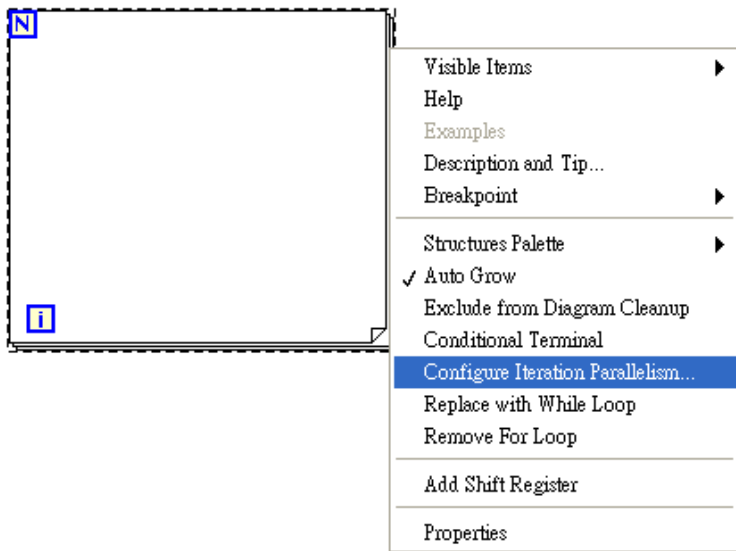 N
i
Visible Items
Help
Examples
Description and Tip...
Breakpoint
Structures Palette
Auto Grow
Exclude from Diagram Cleanup
Conditional Terminal
Configure Iteration Parallelism...
Replace with While Loop
Remove For Loop
Add Shift Register
Properties